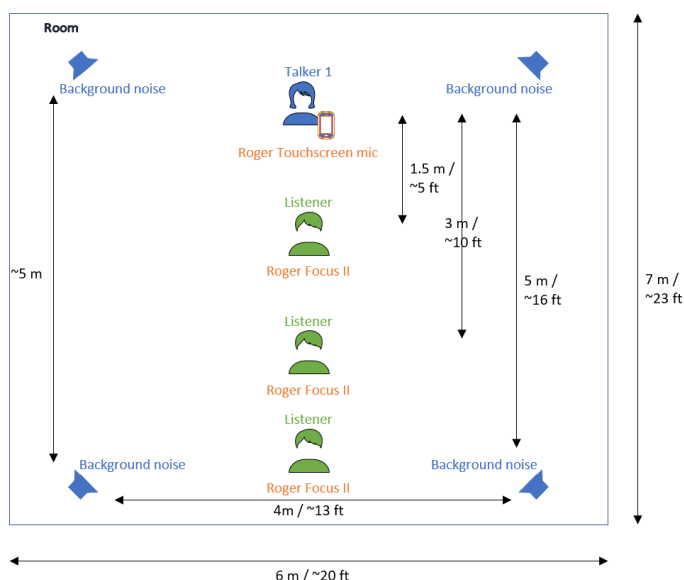 Room
Talker 1
Background noise
Background noise
Roger Touchscreen mic
1.5 m /
~5 ft
Listener
3 m /
~10 ft
Roger Focus II
~5 m
5 m /
~16 ft
7 m /
~23 ft
Listener
Roger Focus II
Listener
Background noise
Background noise
Roger Focus II
4m / ~13 ft
6 m / ~20 ft